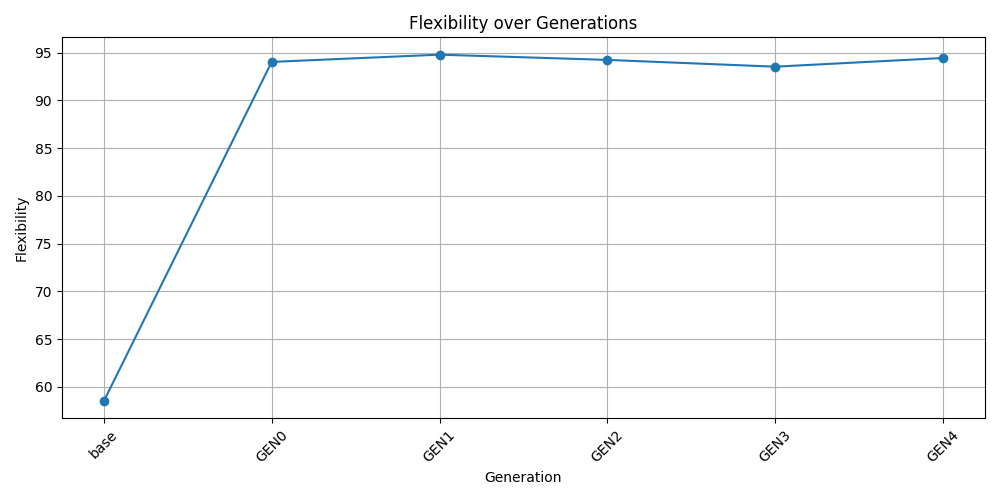 Flexibility over Generations
Flexibility
95
90
85
80
75
70
65
60
base
GEN0
GEN1
GEN2
GEN3
GEN4
Generation